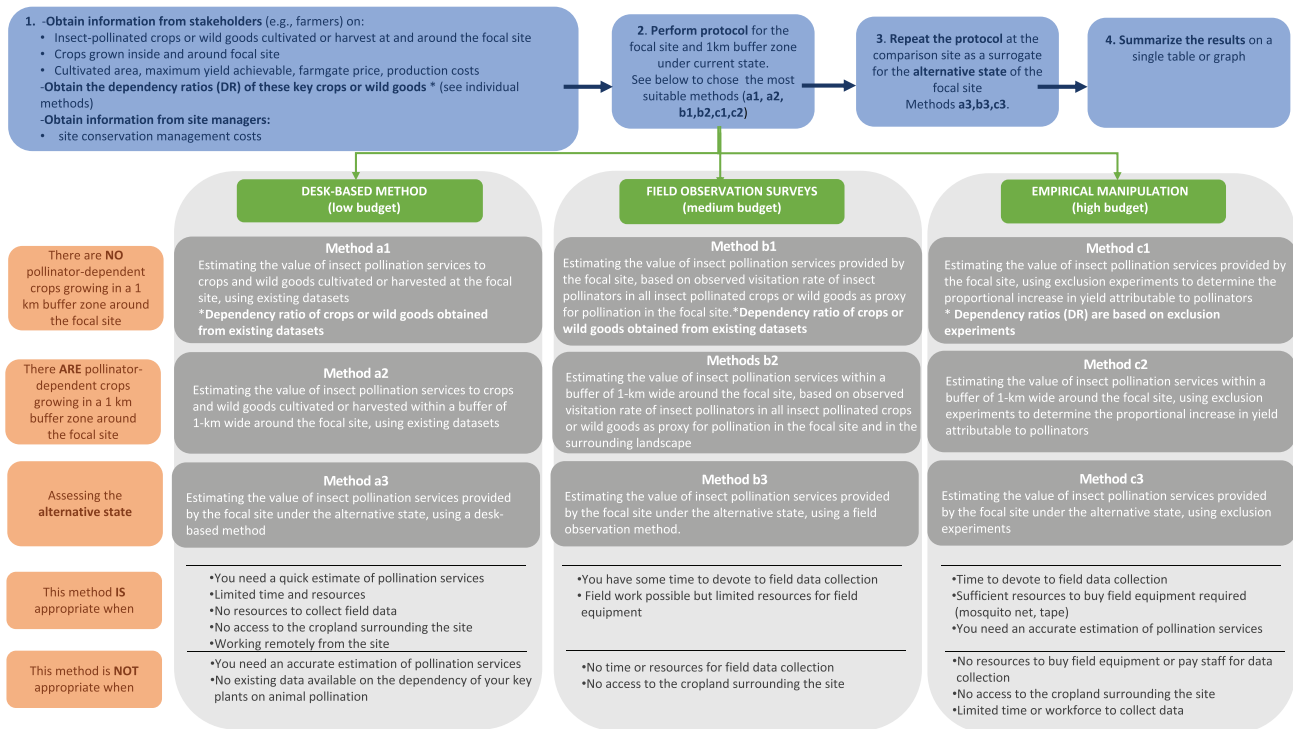 1. -Obtain information from stakeholders (e.g., farmers) on:
• Insect-pollinated crops or wild goods cultivated or harvest at and around the focal site
• Crops grown inside and around focal site
• Cultivated area, maximum yield achievable, farmgate price, production costs
-Obtain the dependency ratios (DR) of these key crops or wild goods * (see individual
methods)
-Obtain information from site managers:
• site conservation management costs
2. Perform protocol for the
focal site and 1km buffer zone
under current state.
See below to chose the most
suitable methods (a1, a2,
b1,b2,c1,c2)
3. Repeat the protocol at the
comparison site as a surrogate
for the alternative state of the
focal site
Methods a3,b3,c3.
4. Summarize the results on a
single table or graph
DESK-BASED METHOD
(low budget)
FIELD OBSERVATION SURVEYS
(medium budget)
EMPIRICAL MANIPULATION
(high budget)
There are NO
pollinator-dependent
crops growing in a 1
km buffer zone around
the focal site
Method a1
Estimating the value of insect pollination services to
crops and wild goods cultivated or harvested at the focal
site, using existing datasets
*Dependency ratio of crops or wild goods obtained
from existing datasets
Method b1
Estimating the value of insect pollination services provided by
the focal site, based on observed visitation rate of insect
pollinators in all insect pollinated crops or wild goods as proxy
for pollination in the focal site.*Dependency ratio of crops or
wild goods obtained from existing datasets
Method c1
Estimating the value of insect pollination services provided by
the focal site, using exclusion experiments to determine the
proportional increase in yield attributable to pollinators
* Dependency ratios (DR) are based on exclusion
experiments
There ARE pollinator-
dependent crops
growing in a 1 km
buffer zone around
the focal site
Method a2
Estimating the value of insect pollination services to crops
and wild goods cultivated or harvested within a buffer of
1-km wide around the focal site, using existing datasets
Methods b2
Estimating the value of insect pollination services within a
buffer of 1-km wide around the focal site, based on observed
visitation rate of insect pollinators in all insect pollinated crops
or wild goods as proxy for pollination in the focal site and in the
surrounding landscape
Method c2
Estimating the value of insect pollination services within a
buffer of 1-km wide around the focal site, using exclusion
experiments to determine the proportional increase in yield
attributable to pollinators
Assessing the
alternative state
Method a3
Estimating the value of insect pollination services provided
by the focal site under the alternative state, using a desk-
based method
Method b3
Estimating the value of insect pollination services provided
by the focal site under the alternative state, using a field
observation method.
Method c3
Estimating the value of insect pollination services provided
by the focal site under the alternative state, using exclusion
experiments
This method IS
appropriate when
•You need a quick estimate of pollination services
•Limited time and resources
•No resources to collect field data
•No access to the cropland surrounding the site
•Working remotely from the site
•You have some time to devote to field data collection
• Field work possible but limited resources for field
equipment
•Time to devote to field data collection
•Sufficient resources to buy field equipment required
(mosquito net, tape)
•You need an accurate estimation of pollination services
This method is NOT
appropriate when
•You need an accurate estimation of pollination services
•No existing data available on the dependency of your key
plants on animal pollination
•No time or resources for field data collection
•No access to the cropland surrounding the site
•No resources to buy field equipment or pay staff for data
collection
•No access to the cropland surrounding the site
•Limited time or workforce to collect data